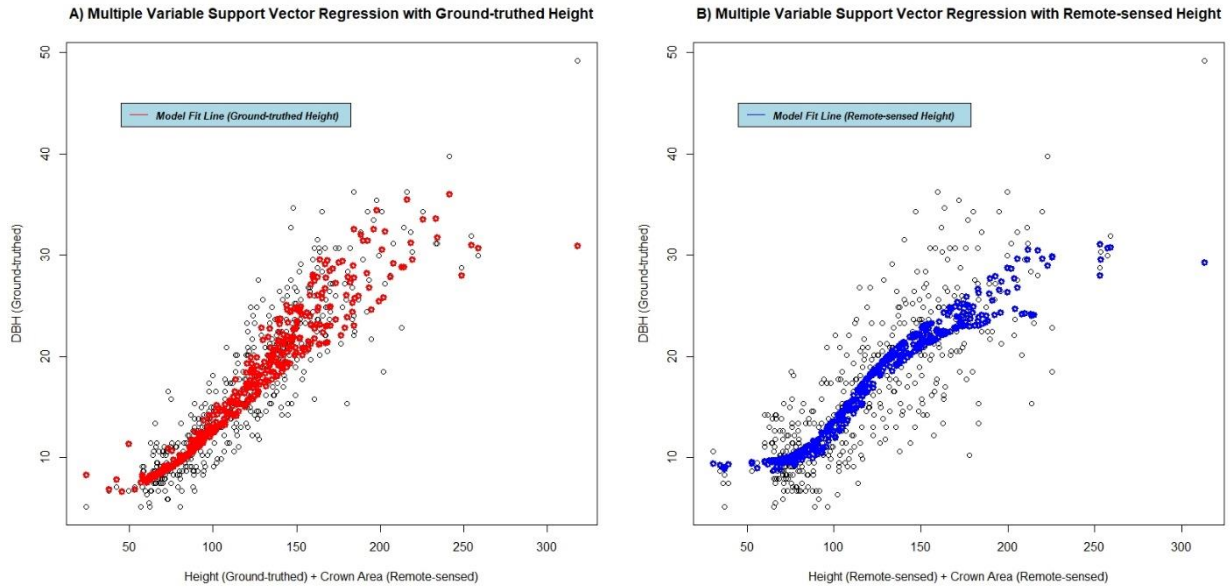 A) Multiple Variable Support Vector Regression with Ground-truthed Height
50
40
30
20
10
DBH (Ground-truthed)
Model Fit Line (Ground-truthed Height)
50 100 150 200 250 300
Height (Ground-truthed) + Crown Area (Remote-sensed)
B) Multiple Variable Support Vector Regression with Remote-sensed Height
50
40
30
20
10
DBH (Ground-truthed)
Model Fit Line (Remote-sensed Height)
50 100 150 200 250 300
Height (Remote-sensed) + Crown Area (Remote-sensed)